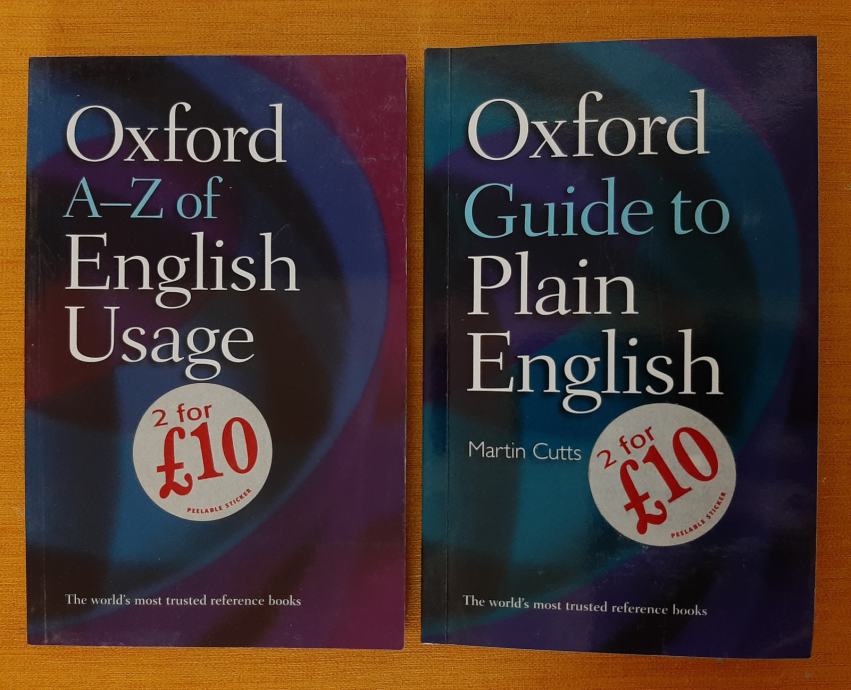 Oxford
A–Z of
English
Usage
2 for
£10
PEELABLE STICKER
The world's most trusted reference books
Oxford
Guide to
Plain
English
Martin Cutts
2 for
£10
PEELABLE STICKER
The world's most trusted reference books